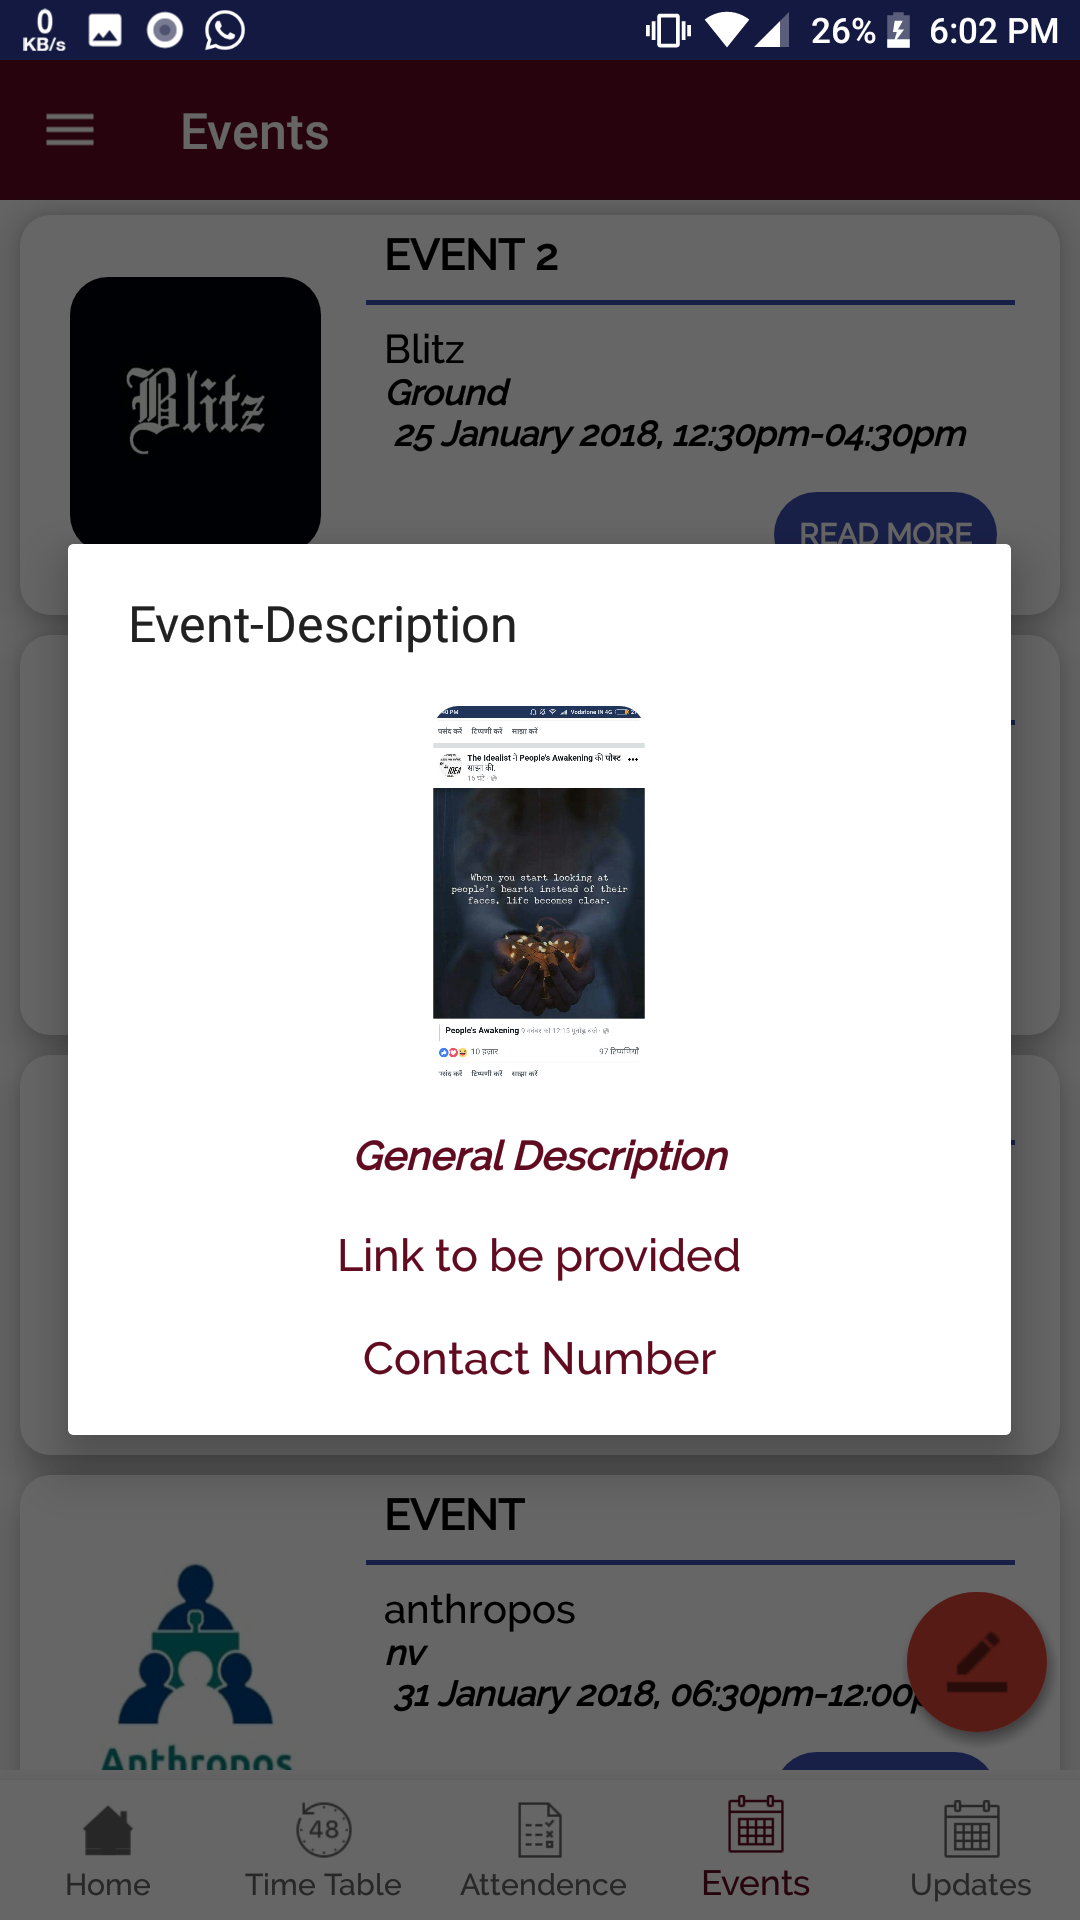 0
KB/s
26%
6:02 PM
Events
EVENT 2
Blitz
Blitz
Ground
25 January 2018, 12:30pm-04:30pm
READ MORE
Event-Description
Vodafone IN 4G
पसंद करें टिप्पणी करें साझा करें
The Idealist ने People's Awakening की पोस्ट
साझा की.
When you start looking at
people's hearts instead of their
faces, life becomes clear.
People's Awakening
10 हज़ार
97 टिप्पणियाँ
पसंद करें टिप्पणी करें साझा करें
General Description
Link to be provided
Contact Number
EVENT
anthropos
nv
31 January 2018, 06:30pm-12:00p
Anthropos
Home
48
Time Table
Attendence
Events
Updates